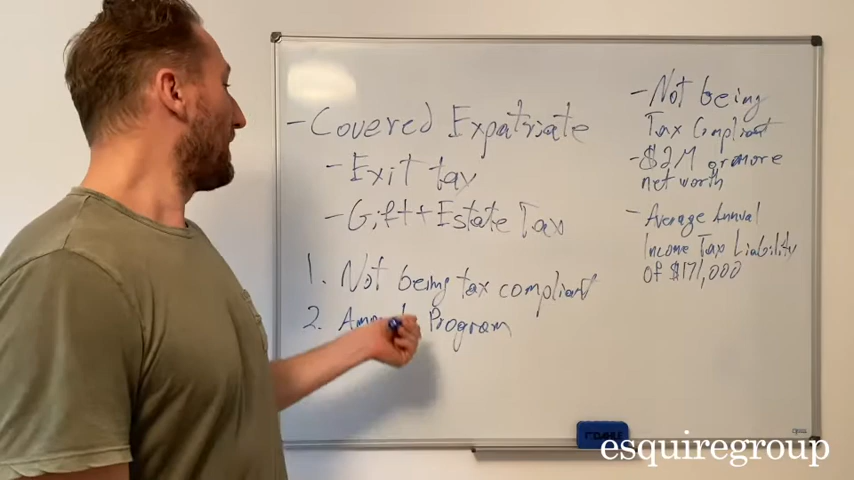 - Covered Expatriate
- Exit tax
- Gift + Estate Tax
1. Not being tax compliant
2. Program
- Not being
Tax Compliant
- $2M or more
net worth
- Average Annual
Income Tax Liability
of $171,000
esquiregroup